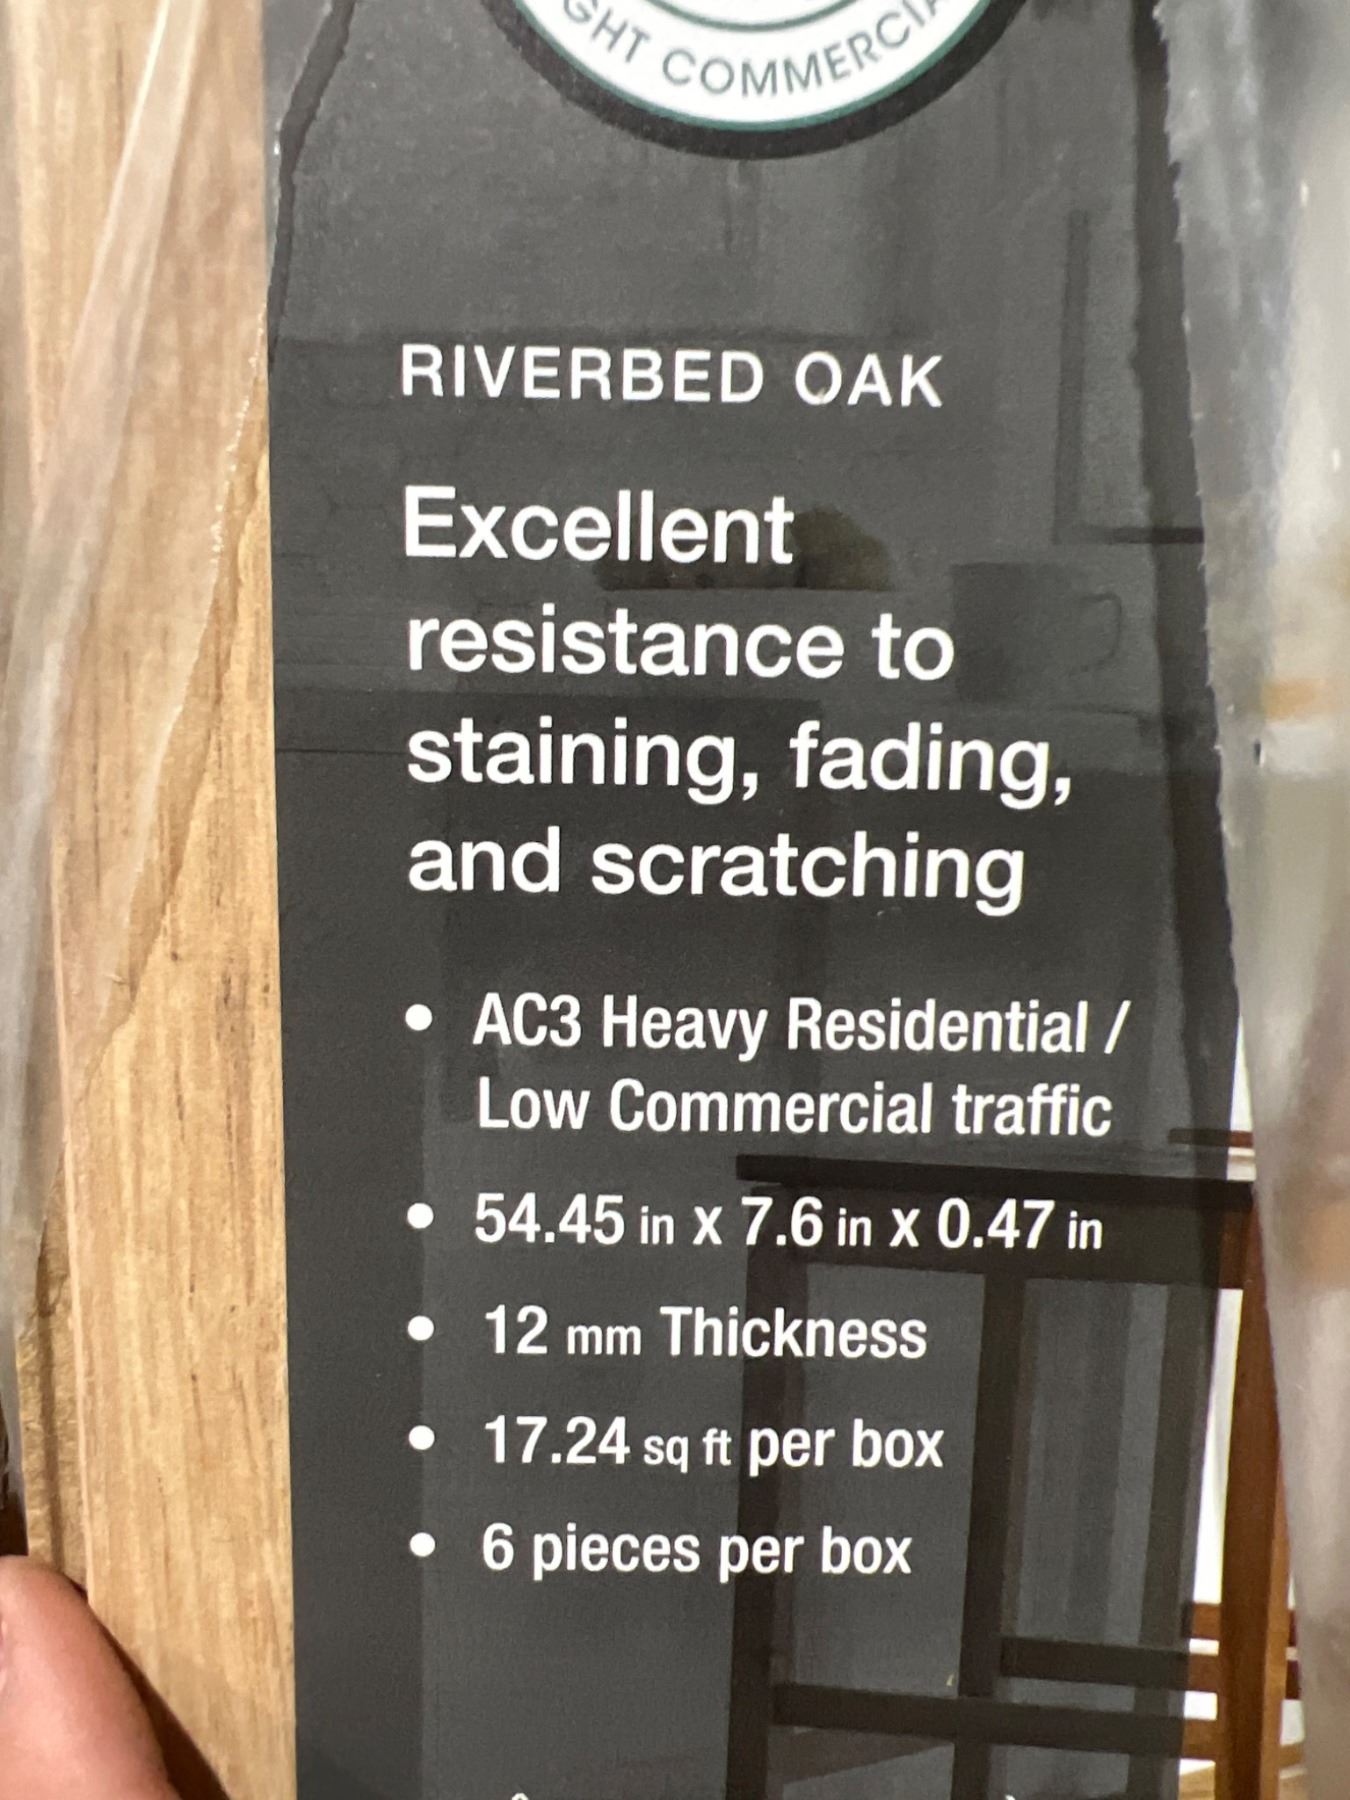 COMMERCIA
RIVERBED OAK
Excellent
resistance to
staining, fading,
and scratching
• AC3 Heavy Residential /
Low Commercial traffic
• 54.45 in x 7.6 in x 0.47 in
• 12 mm Thickness
• 17.24 sq ft per box
• 6 pieces per box